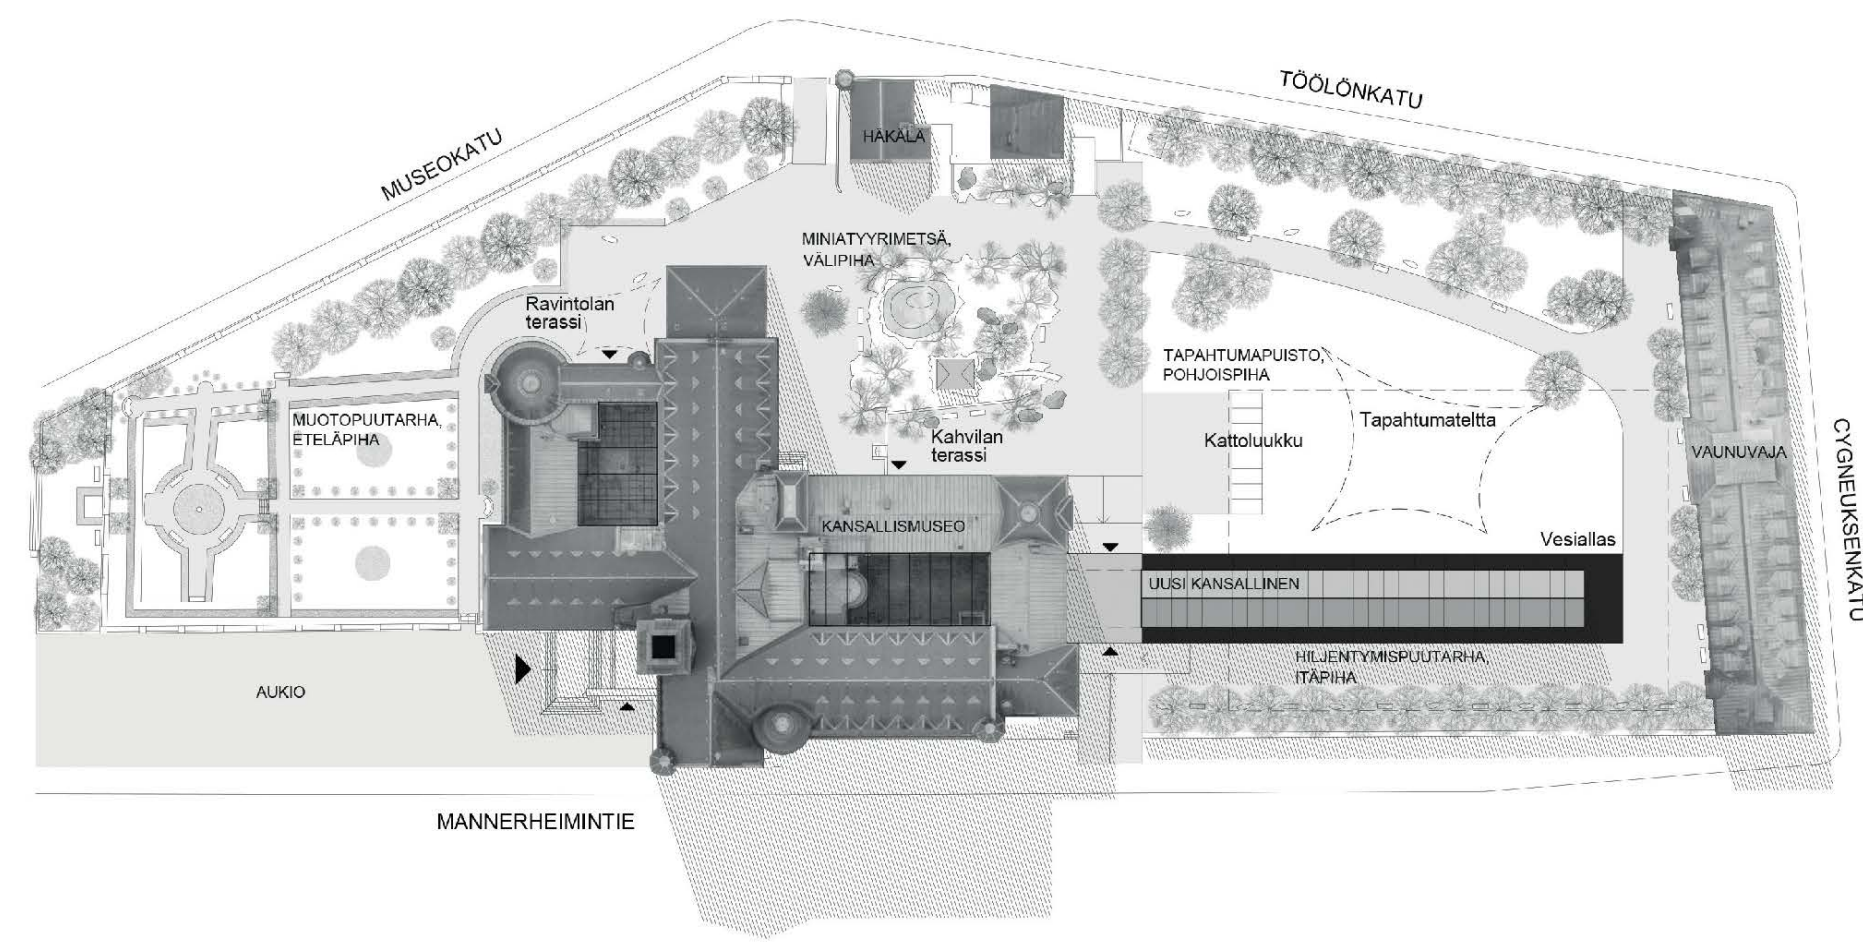 TÖÖLÖNKATU
MUSEOKATU
HÄKÄLÄ
MINIATYYRIMETSÄ,
VÄLIPIHA
Ravintolan
terassi
TAPAHTUMAPUISTO,
POHJOISPIHA
MUOTOPUUTARHA,
ETELÄPIHA
Kahvilan
terassi
Kattoluukku
Tapahtumateltta
VAUNUVAJA
CYGNEUKSENKATU
KANSALLISMUSEO
Vesiallas
UUSI KANSALLINEN
HILJENTYMISPUUTARHA,
ITÄPIHA
AUKIO
MANNERHEIMINTIE